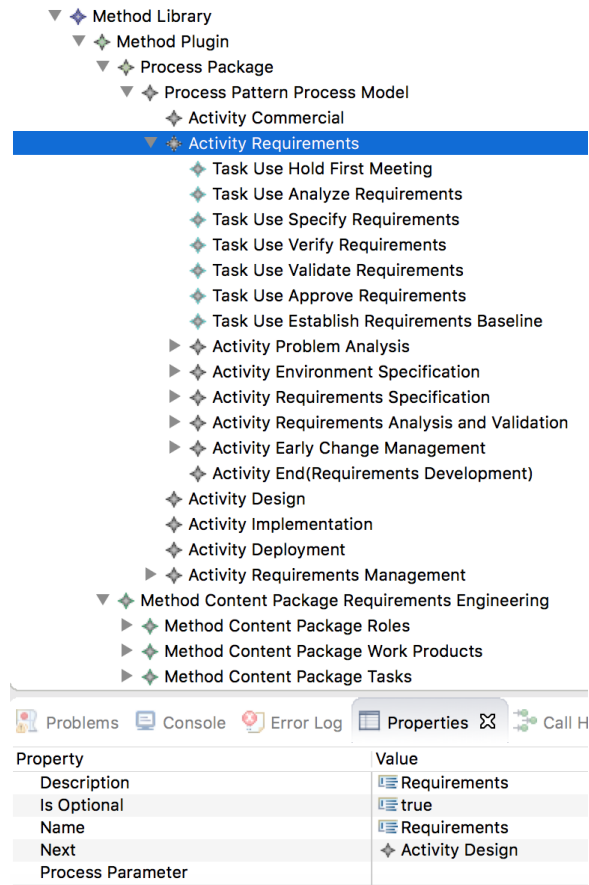 Method Library
Method Plugin
Process Package
Process Pattern Process Model
Activity Commercial
Activity Requirements
Task Use Hold First Meeting
Task Use Analyze Requirements
Task Use Specify Requirements
Task Use Verify Requirements
Task Use Validate Requirements
Task Use Approve Requirements
Task Use Establish Requirements Baseline
Activity Problem Analysis
Activity Environment Specification
Activity Requirements Specification
Activity Requirements Analysis and Validation
Activity Early Change Management
Activity End(Requirements Development)
Activity Design
Activity Implementation
Activity Deployment
Activity Requirements Management
Method Content Package Requirements Engineering
Method Content Package Roles
Method Content Package Work Products
Method Content Package Tasks
Problems Console Error Log Properties Call H
Property Value
Description Requirements
Is Optional true
Name Requirements
Next Activity Design
Process Parameter